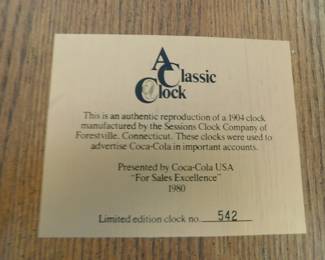 A
Classic
Clock
This is an authentic reproduction of a 1904 clock
manufactured by the Sessions Clock Company of
Forestville, Connecticut. These clocks were used to
advertise Coca-Cola in important accounts.
Presented by Coca-Cola USA
"For Sales Excellence"
1980
Limited edition clock no. 542